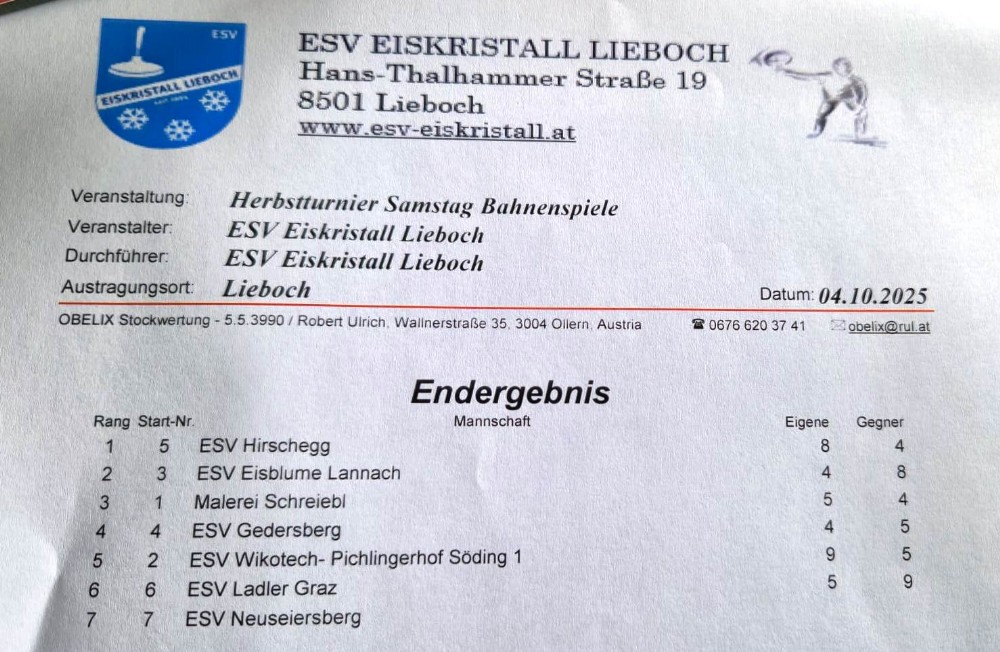 ESV
EISKRISTALL LIEBOCH
ESV EISKRISTALL LIEBOCH
Hans-Thalhammer Straße 19
8501 Lieboch
www.esv-eiskristall.at
Veranstaltung: Herbstturnier Samstag Bahnenspiele
Veranstalter: ESV Eiskristall Lieboch
Durchführer: ESV Eiskristall Lieboch
Austragungsort: Lieboch Datum: 04.10.2025
OBELIX Stockwertung - 5.5.3990 / Robert Ulrich, Wallnerstraße 35, 3004 Ollern, Austria ☎ 0676 620 37 41 obelix@rul.at
Endergebnis
Rang Start-Nr. Mannschaft Eigene Gegner
1 5 ESV Hirschegg 8 4
2 3 ESV Eisblume Lannach 4 8
3 1 Malerei Schreiebl 5 4
4 4 ESV Gedersberg 4 5
5 2 ESV Wikotech- Pichlingerhof Söding 1 9 5
6 6 ESV Ladler Graz 5 9
7 7 ESV Neuseiersberg